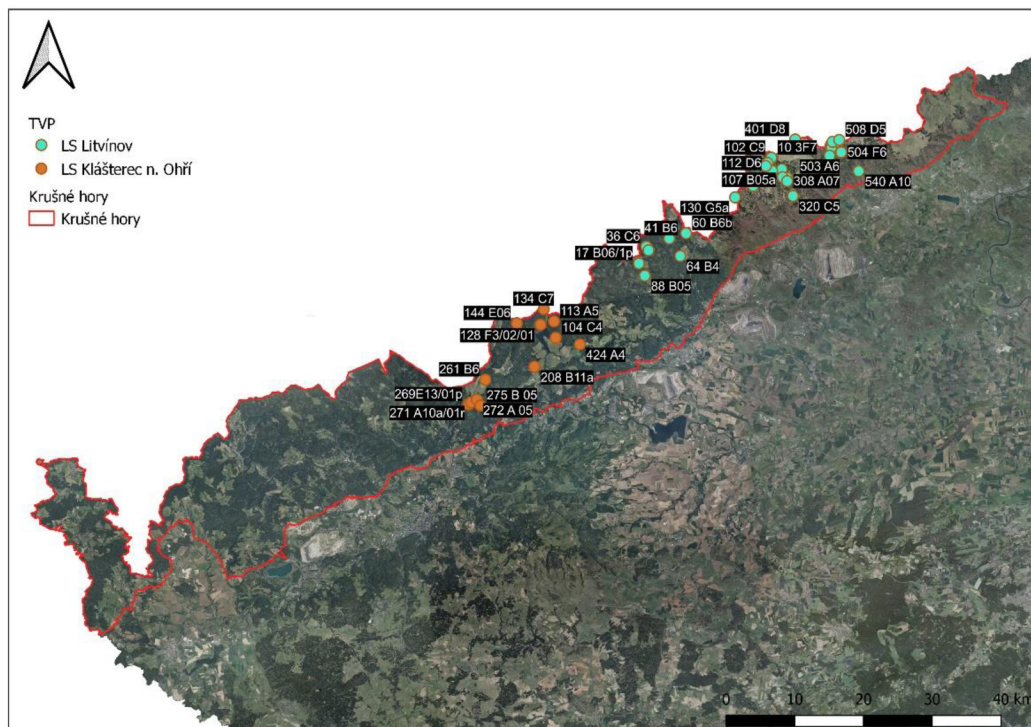 TVP
LS Litvínov
LS Klášterec n. Ohří
Krušné hory
Krušné hory
401 D8
508 D5
102 C9
10 3F7
504 F6
112 D6
503 A6
107 B05a
308 A07
540 A10
130 G5a
320 C5
41 B6
60 B6b
36 C6
17 B06/1p
64 B4
88 B05
134 C7
144 E06
113 A5
128 F3/02/01
104 C4
424 A4
208 B11a
261 B6
269E13/01p
275 B 05
271 A10a/01r
272 A 05
0 10 20 30 40 km